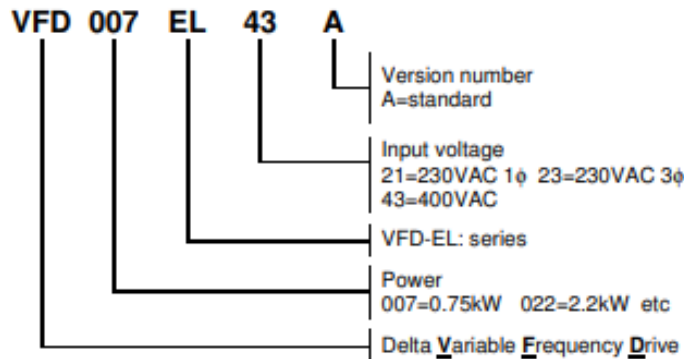 VFD 007 EL 43 A
Version number
A=standard
Input voltage
21=230VAC 1ϕ 23=230VAC 3ϕ
43=400VAC
VFD-EL: series
Power
007=0.75kW 022=2.2kW etc
Delta Variable Frequency Drive